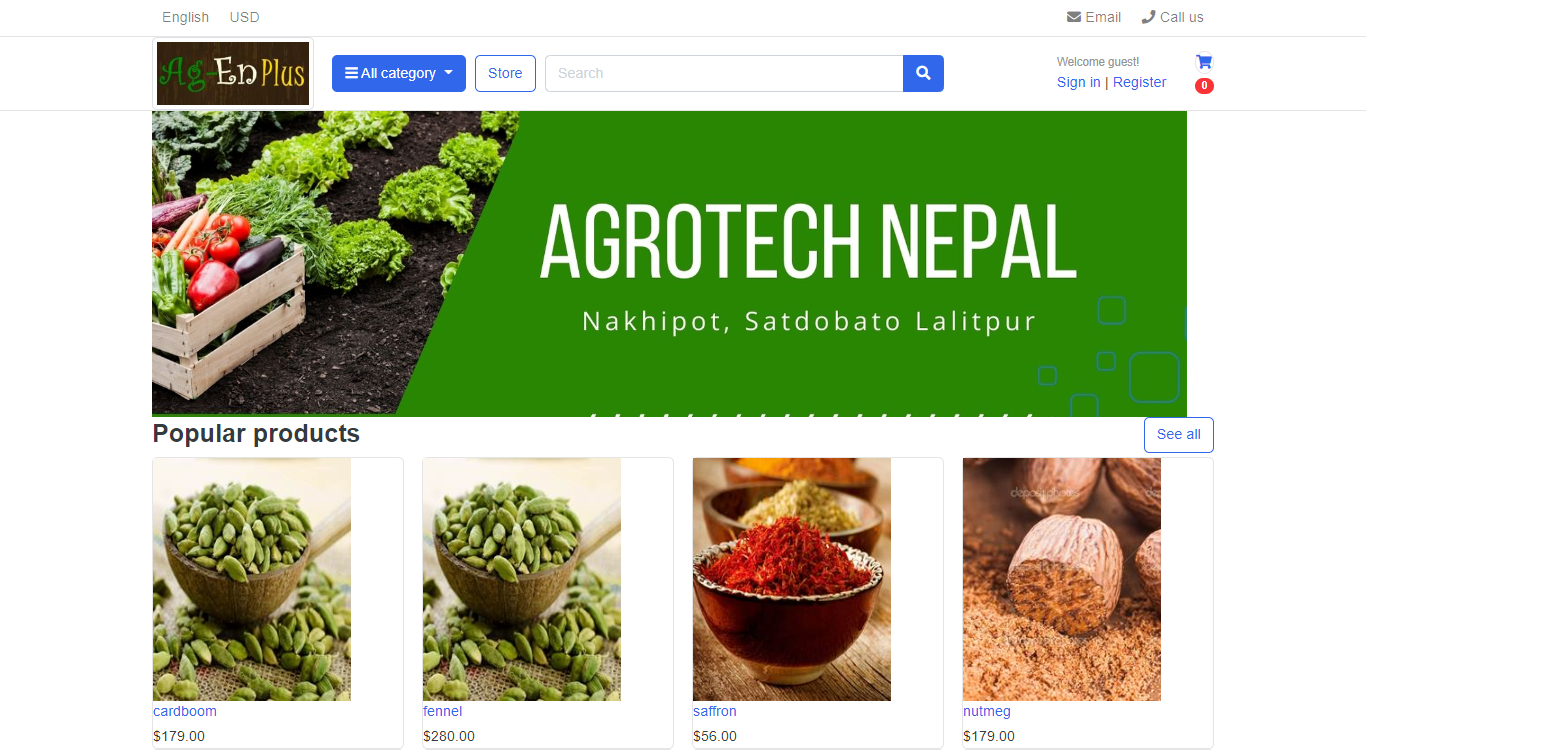 English USD Email Call us
Ag-EnPlus
All category Store Search
Welcome guest!
Sign in | Register
0
AGROTECH NEPAL
Nakhipot, Satdobato Lalitpur
Popular products See all
depositphotos
cardboom fennel saffron nutmeg
$179.00 $280.00 $56.00 $179.00